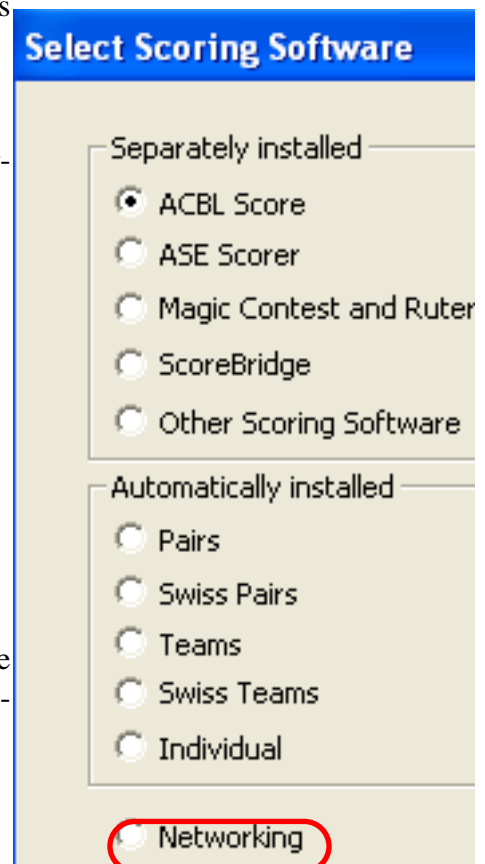 s
Select Scoring Software
Separately installed
-
ACBL Score
ASE Scorer
Magic Contest and Ruter
ScoreBridge
Other Scoring Software
Automatically installed
Pairs
Swiss Pairs
Teams
e
Swiss Teams
-
Individual
Networking